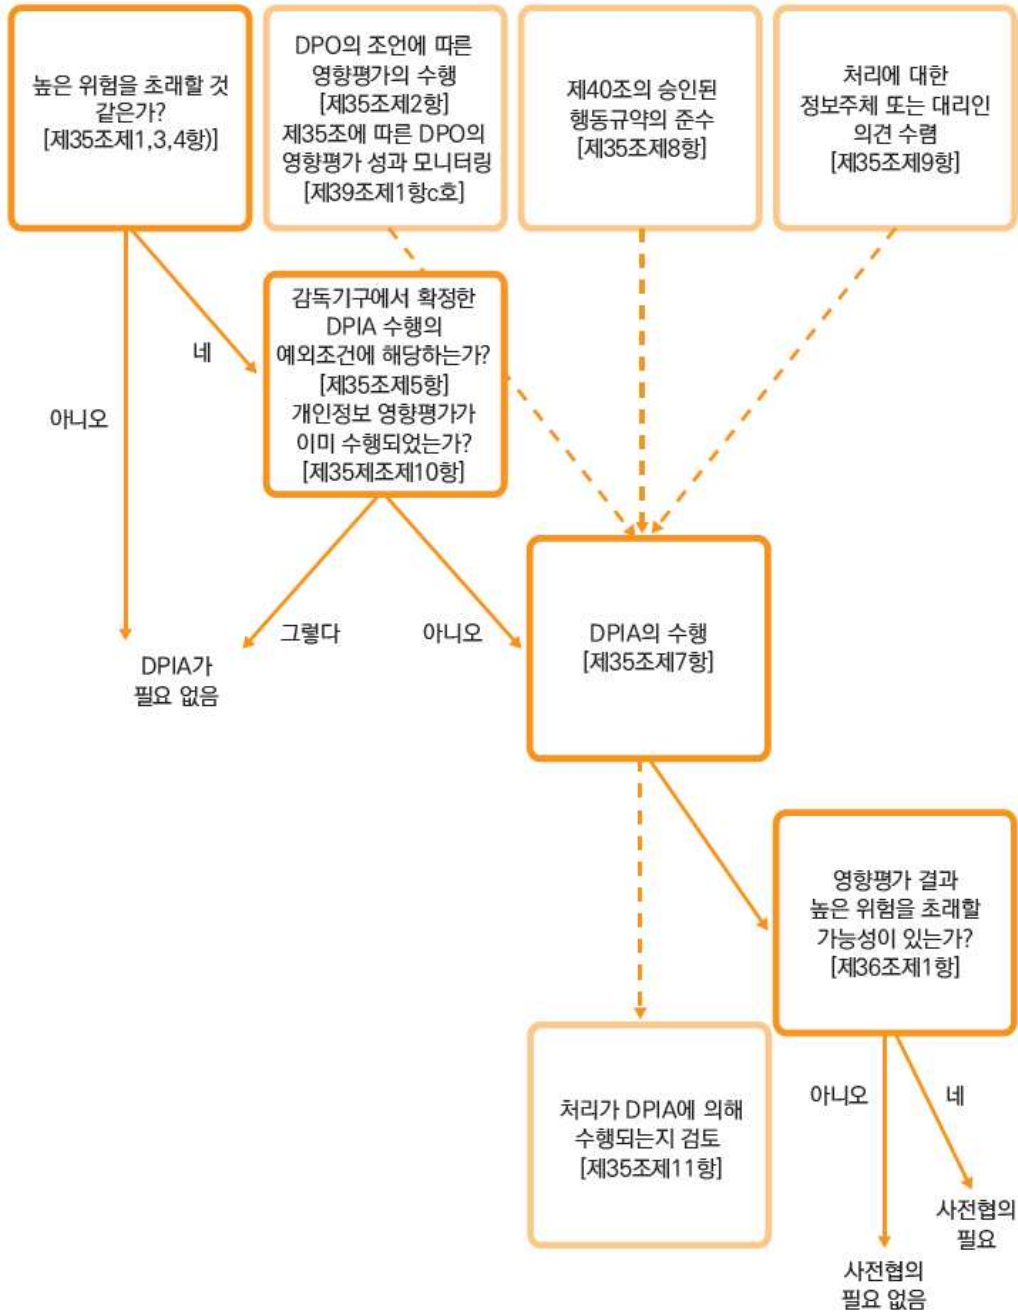 높은 위험을 초래할 것
같은가?
[제35조제1,3,4항)]
DPO의 조언에 따른
영향평가의 수행
[제35조제2항]
제35조에 따른 DPO의
영향평가 성과 모니터링
[제39조제1항c호]
제40조의 승인된
행동규약의 준수
[제35조제8항]
처리에 대한
정보주체 또는 대리인
의견 수렴
[제35조제9항]
네
아니오
감독기구에서 확정한
DPIA 수행의
예외조건에 해당하는가?
[제35조제5항]
개인정보 영향평가가
이미 수행되었는가?
[제35제조제10항]
그렇다
아니오
DPIA가
필요 없음
DPIA의 수행
[제35조제7항]
영향평가 결과
높은 위험을 초래할
가능성이 있는가?
[제36조제1항]
처리가 DPIA에 의해
수행되는지 검토
[제35조제11항]
아니오
네
사전협의
필요
사전협의
필요 없음